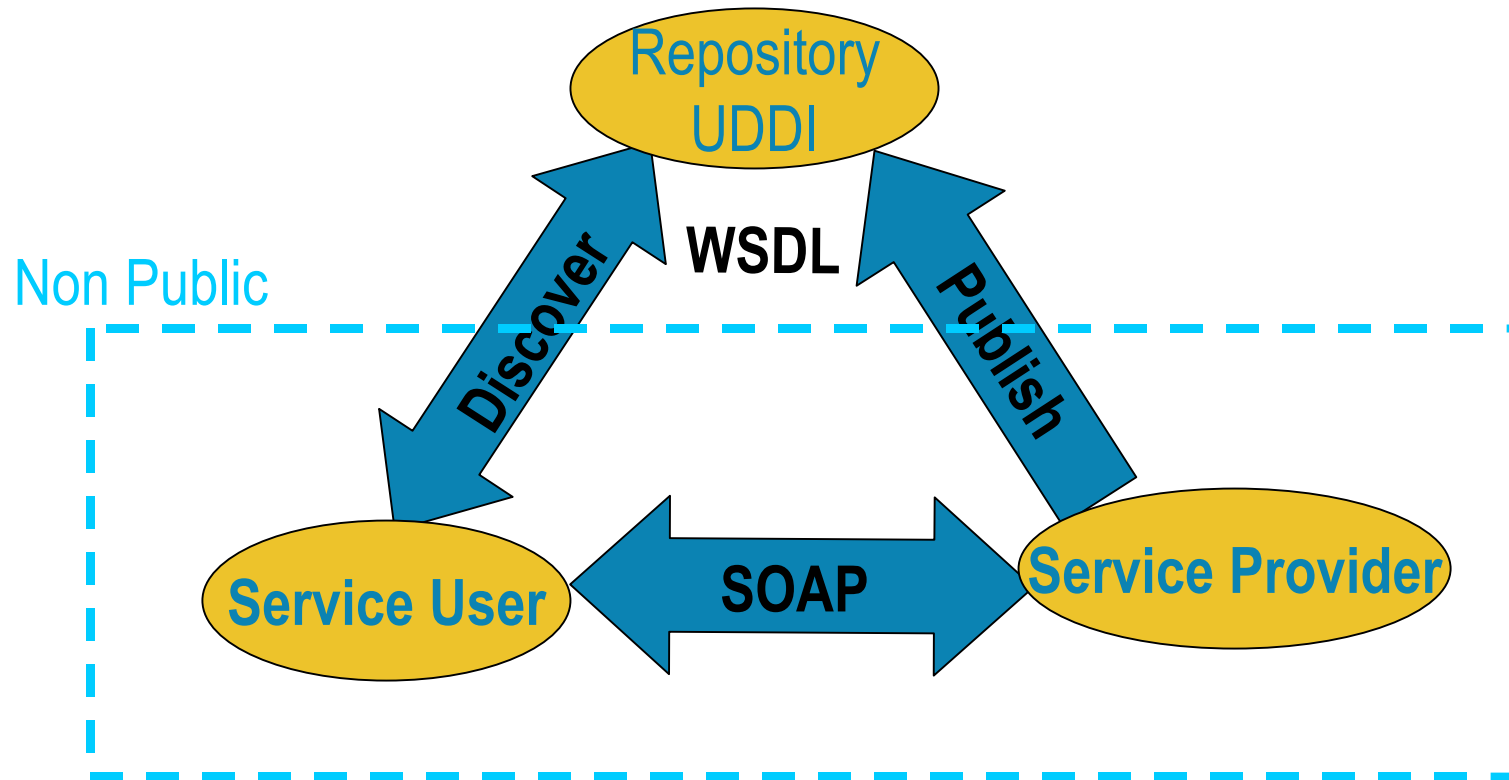 Repository
UDDI
WSDL
Non Public
Discover
Publish
SOAP
Service User
Service Provider